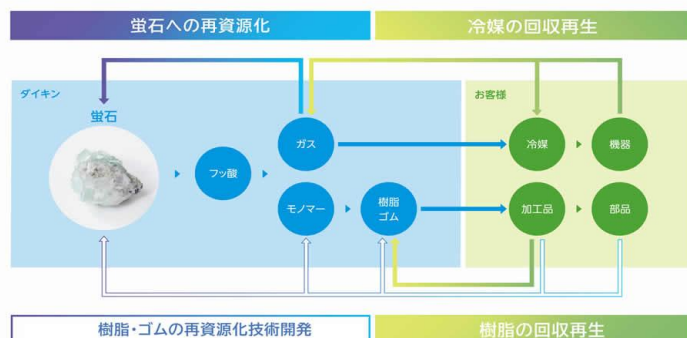 蛍石への再資源化
冷媒の回収再生
ダイキン
お客様
蛍石
フッ酸
ガス
冷媒
機器
モノマー
樹脂
ゴム
加工品
部品
樹脂・ゴムの再資源化技術開発
樹脂の回収再生